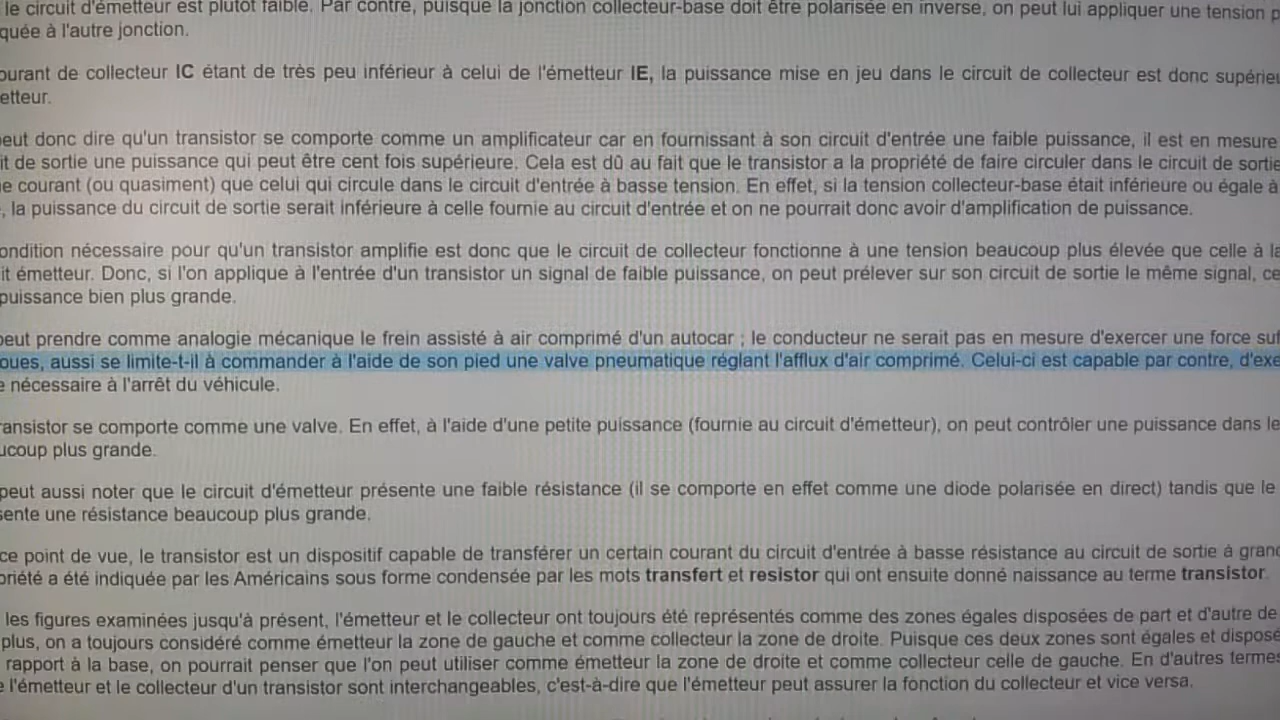 le circuit d'émetteur est plutôt faible. Par contre, puisque la jonction collecteur-base doit être polarisée en inverse, on peut lui appliquer une tension
quée à l'autre jonction.
ourant de collecteur IC étant de très peu inférieur à celui de l'émetteur IE, la puissance mise en jeu dans le circuit de collecteur est donc supérieu
etteur.
eut donc dire qu'un transistor se comporte comme un amplificateur car en fournissant à son circuit d'entrée une faible puissance, il est en mesure
it de sortie une puissance qui peut être cent fois supérieure. Cela est dû au fait que le transistor a la propriété de faire circuler dans le circuit de sortie
e courant (ou quasiment) que celui qui circule dans le circuit d'entrée à basse tension. En effet, si la tension collecteur-base était inférieure ou égale à
, la puissance du circuit de sortie serait inférieure à celle fournie au circuit d'entrée et on ne pourrait donc avoir d'amplification de puissance.
ondition nécessaire pour qu'un transistor amplifie est donc que le circuit de collecteur fonctionne à une tension beaucoup plus élevée que celle à la
it émetteur. Donc, si l'on applique à l'entrée d'un transistor un signal de faible puissance, on peut prélever sur son circuit de sortie le même signal, ce
puissance bien plus grande.
peut prendre comme analogie mécanique le frein assisté à air comprimé d'un autocar ; le conducteur ne serait pas en mesure d'exercer une force sur
oues, aussi se limite-t-il à commander à l'aide de son pied une valve pneumatique réglant l'afflux d'air comprimé. Celui-ci est capable par contre, d'exe
e nécessaire à l'arrêt du véhicule.
ransistor se comporte comme une valve. En effet, à l'aide d'une petite puissance (fournie au circuit d'émetteur), on peut contrôler une puissance dans le
ucoup plus grande.
peut aussi noter que le circuit d'émetteur présente une faible résistance (il se comporte en effet comme une diode polarisée en direct) tandis que le
sente une résistance beaucoup plus grande.
ce point de vue, le transistor est un dispositif capable de transférer un certain courant du circuit d'entrée à basse résistance au circuit de sortie à grand
priété a été indiquée par les Américains sous forme condensée par les mots transfert et resistor qui ont ensuite donné naissance au terme transistor.
les figures examinées jusqu'à présent, l'émetteur et le collecteur ont toujours été représentés comme des zones égales disposées de part et d'autre de
plus, on a toujours considéré comme émetteur la zone de gauche et comme collecteur la zone de droite. Puisque ces deux zones sont égales et disposé
rapport à la base, on pourrait penser que l'on peut utiliser comme émetteur la zone de droite et comme collecteur celle de gauche. En d'autres termes
e l'émetteur et le collecteur d'un transistor sont interchangeables, c'est-à-dire que l'émetteur peut assurer la fonction du collecteur et vice versa.